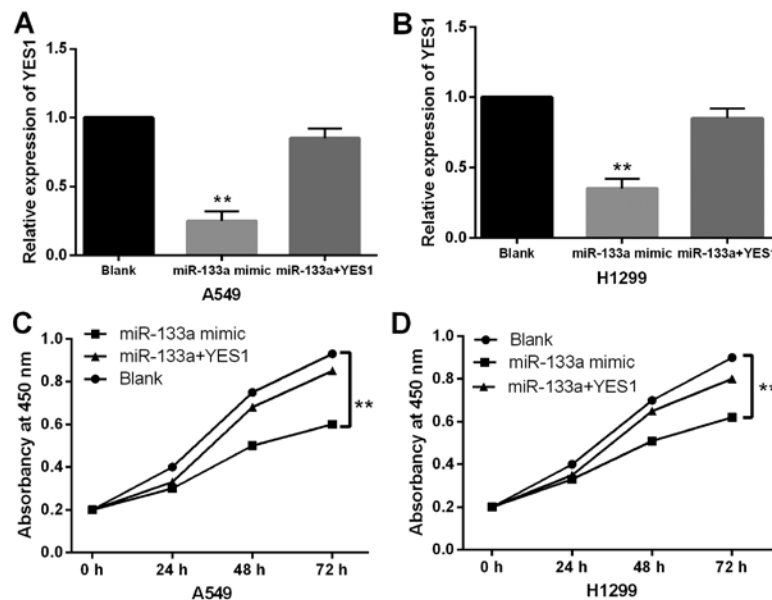 A
Relative expression of YES1
1.5
1.0
0.5
0.0
**
Blank
miR-133a mimic
miR-133a+YES1
A549
B
Relative expression of YES1
1.5
1.0
0.5
0.0
**
Blank
miR-133a mimic
miR-133a+YES1
H1299
C
Absorbancy at 450 nm
1.0
0.8
0.6
0.4
0.2
0.0
miR-133a mimic
miR-133a+YES1
Blank
**
0 h
24 h
48 h
72 h
A549
D
Absorbancy at 450 nm
1.0
0.8
0.6
0.4
0.2
0.0
Blank
miR-133a mimic
miR-133a+YES1
**
0 h
24 h
48 h
72 h
H1299